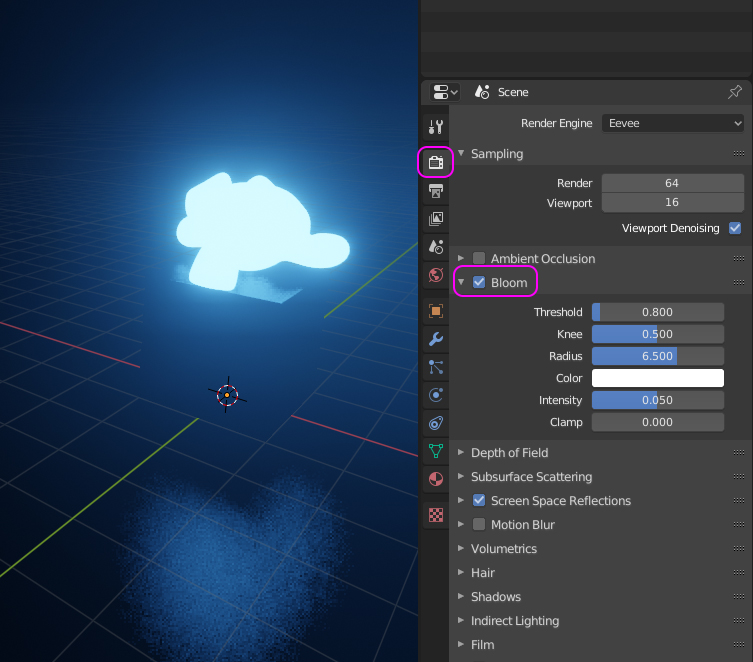 Scene
Render Engine Eevee
Sampling
Render 64
Viewport 16
Viewport Denoising
Ambient Occlusion
Bloom
Threshold 0.800
Knee 0.500
Radius 6.500
Color
Intensity 0.050
Clamp 0.000
Depth of Field
Subsurface Scattering
Screen Space Reflections
Motion Blur
Volumetrics
Hair
Shadows
Indirect Lighting
Film